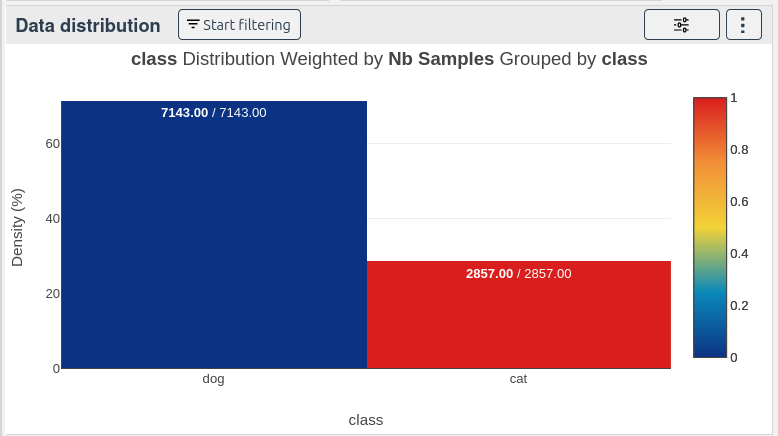 Data distribution
Start filtering
class Distribution Weighted by Nb Samples Grouped by class
7143.00 / 7143.00
2857.00 / 2857.00
Density (%)
60
40
20
0
dog
cat
class
1
0.8
0.6
0.4
0.2
0